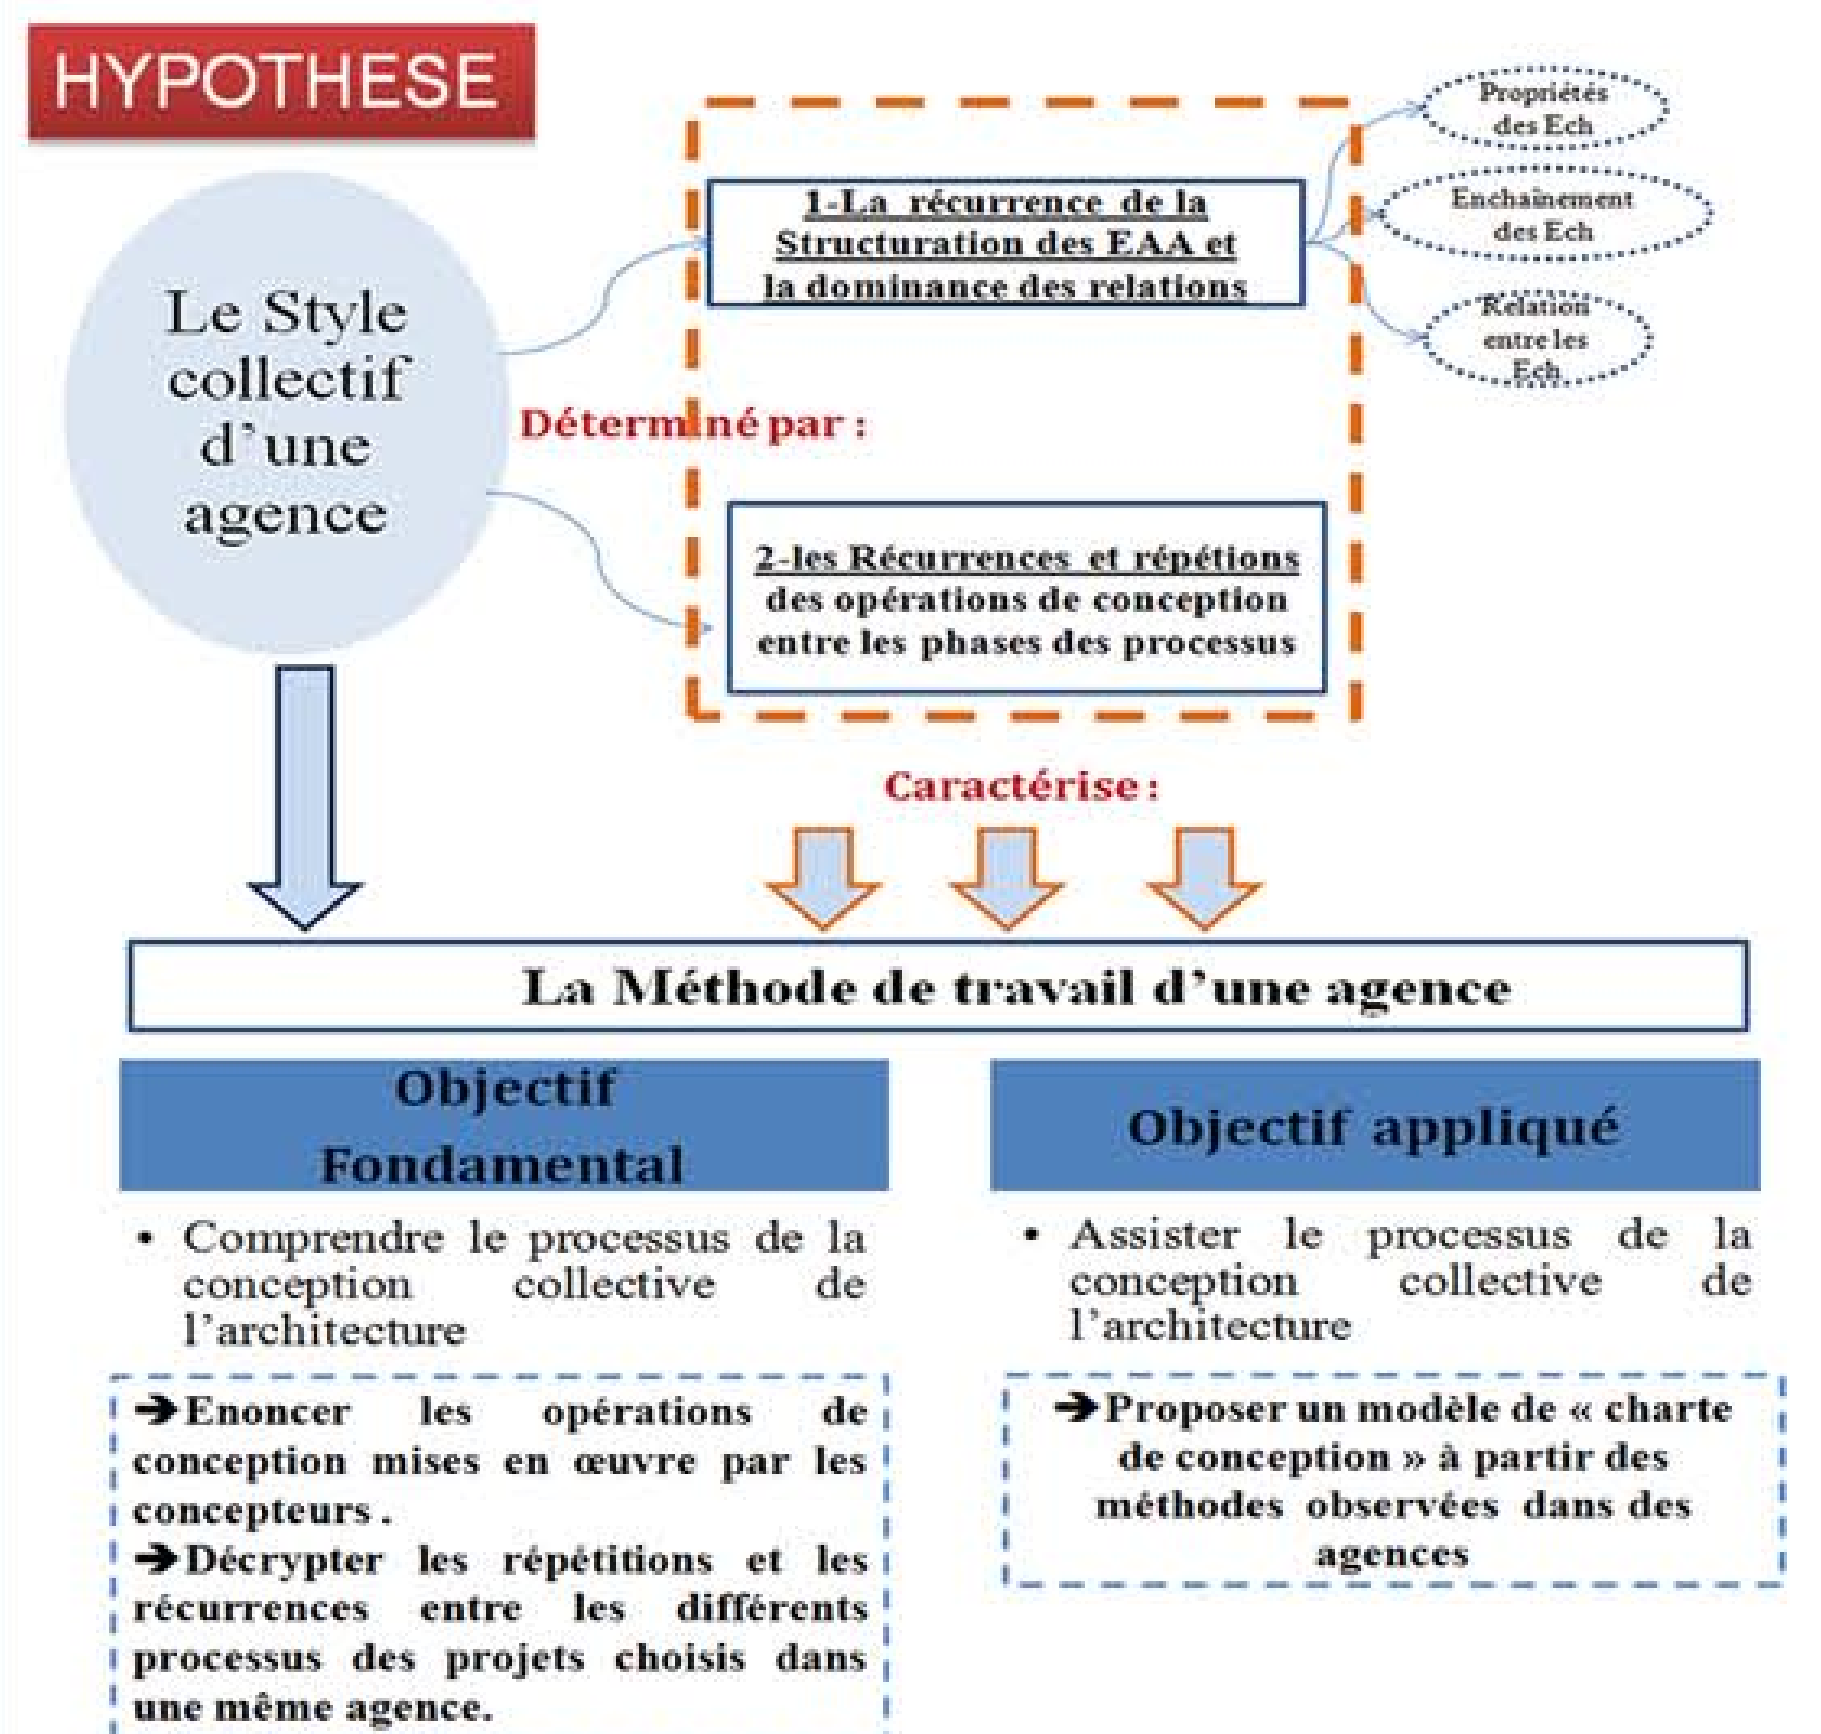 HYPOTHESE
Propriétés
des Ech
Enchaînement
des Ech
Relation
entre les
Ech
1-La récurrence de la
Structuration des EAA et
la dominance des relations
Le Style
collectif
d’une
agence
Déterminé par :
2-les Récurrences et répétions
des opérations de conception
entre les phases des processus
Caractérise :
La Méthode de travail d’une agence
Objectif
Fondamental
• Comprendre le processus de la
conception collective de
l’architecture
➔Enoncer les opérations de
conception mises en œuvre par les
concepteurs .
➔Décrypter les répétitions et les
récurrences entre les différents
processus des projets choisis dans
une même agence.
Objectif appliqué
• Assister le processus de la
conception collective de
l’architecture
➔Proposer un modèle de « charte
de conception » à partir des
méthodes observées dans des
agences